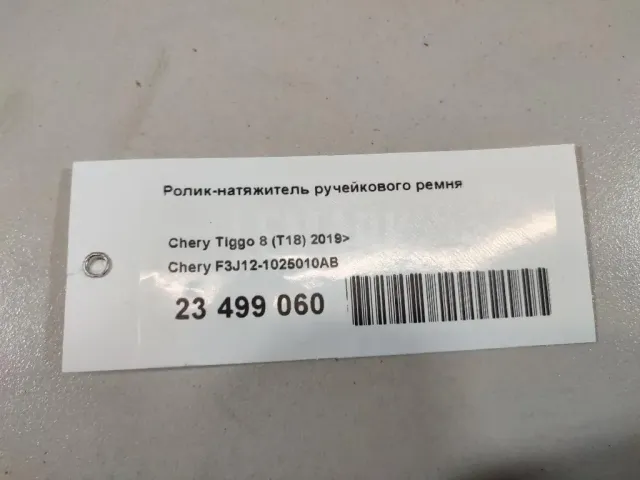 Ролик-натяжитель ручейкового ремня
Chery Tiggo 8 (T18) 2019>
Chery F3J12-1025010AB
23 499 060